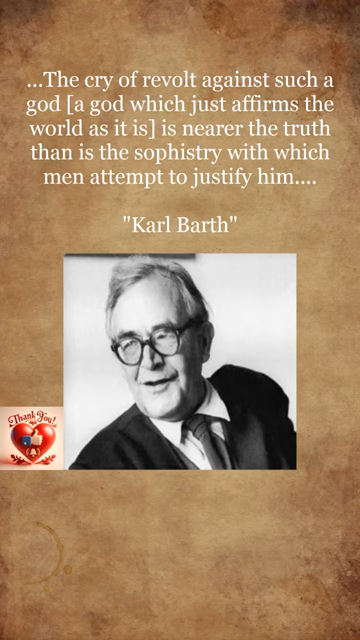 ...The cry of revolt against such a
god [a god which just affirms the
world as it is] is nearer the truth
than is the sophistry with which
men attempt to justify him....
"Karl Barth"
Thank You!